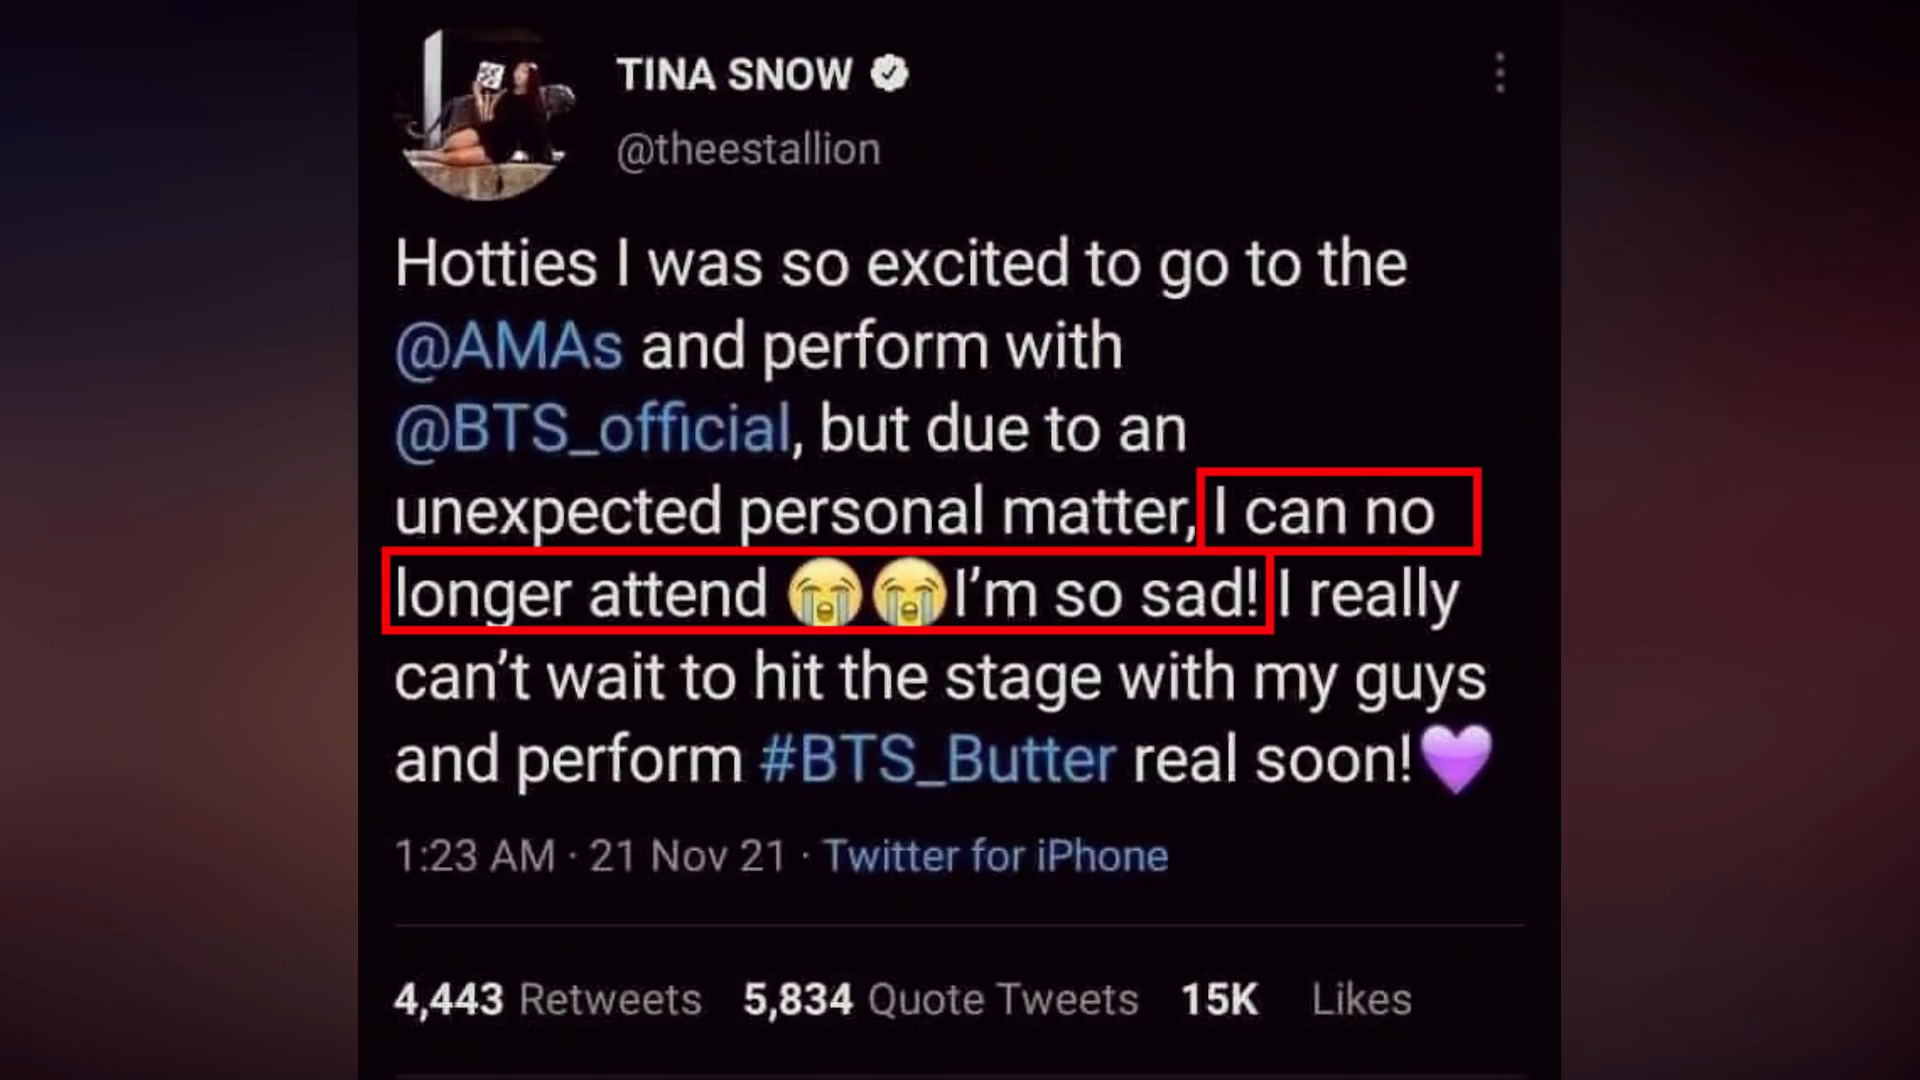 TINA SNOW
@theestallion
Hotties I was so excited to go to the
@AMAs and perform with
@BTS_official, but due to an
unexpected personal matter, I can no
longer attend 😭😭I’m so sad! I really
can’t wait to hit the stage with my guys
and perform #BTS_Butter real soon!💜
1:23 AM · 21 Nov 21 · Twitter for iPhone
4,443 Retweets 5,834 Quote Tweets 15K Likes